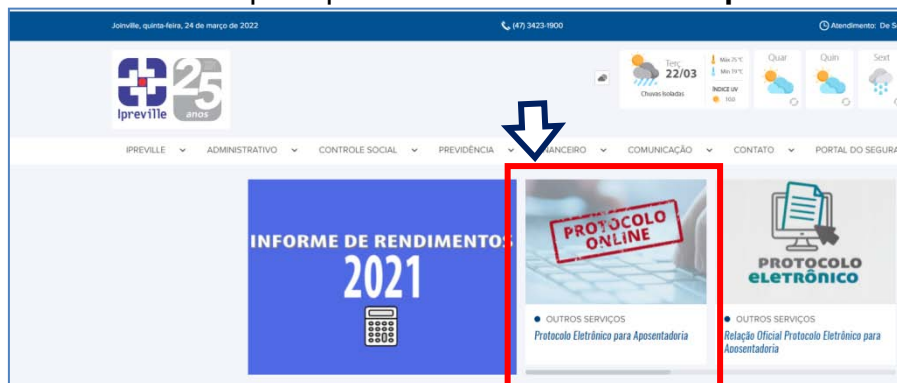 Joinville, quinta-feira, 24 de março de 2022
(47) 3423-1900
Atendimento: De S
Ipreville
25 anos
Terç
22/03
Chuvas Isoladas
ÍNDICE UV
Quar
Quin
Sext
IPREVILLE
ADMINISTRATIVO
CONTROLE SOCIAL
PREVIDÊNCIA
NANCEIRO
COMUNICAÇÃO
CONTATO
PORTAL DO SEGURA
INFORME DE RENDIMENTOS
2021
PROTOCOLO
ONLINE
OUTROS SERVIÇOS
Protocolo Eletrônico para Aposentadoria
PROTOCOLO
eLeTRÔNICO
OUTROS SERVIÇOS
Relação Oficial Protocolo Eletrônico para
Aposentadoria